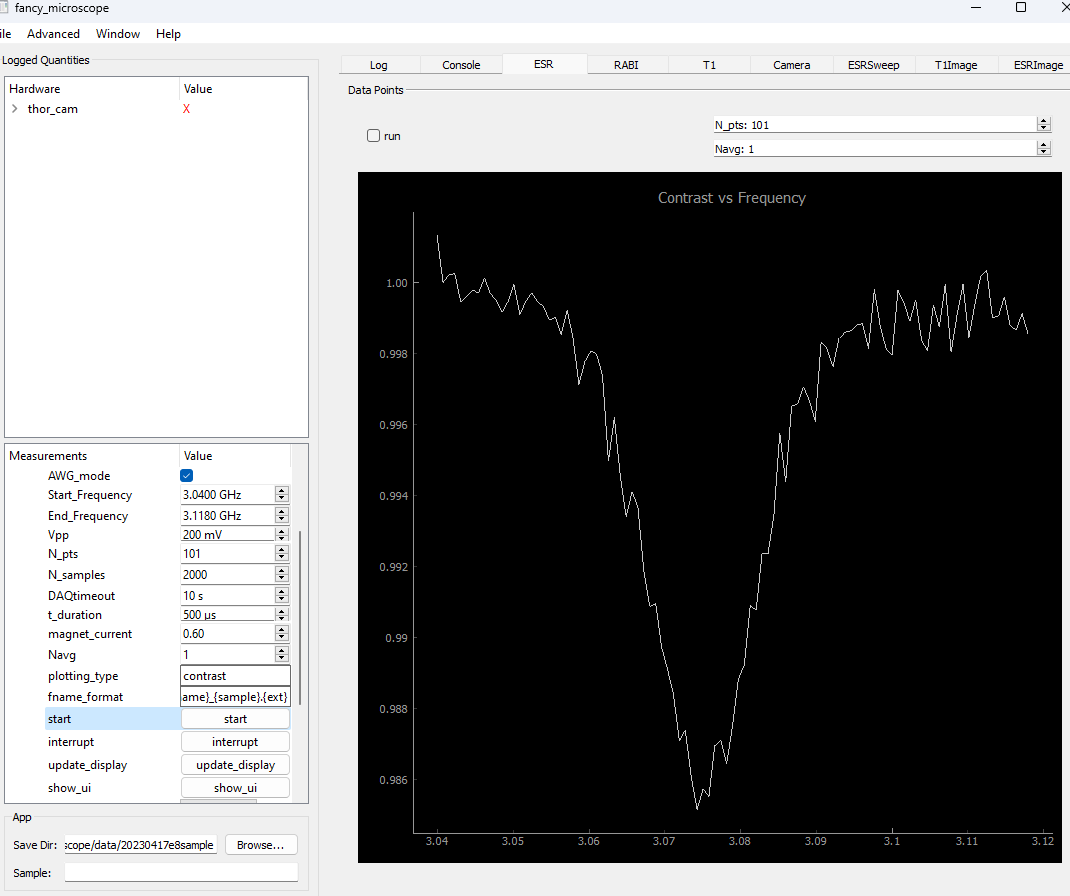 fancy_microscope
ile Advanced Window Help
Logged Quantities
Hardware Value
thor_cam X
Measurements Value
AWG_mode
Start_Frequency 3.0400 GHz
End_Frequency 3.1180 GHz
Vpp 200 mV
N_pts 101
N_samples 2000
DAQtimeout 10 s
t_duration 500 µs
magnet_current 0.60
Navg 1
plotting_type contrast
fname_format ame}_{sample}.{ext}
start start
interrupt interrupt
update_display update_display
show_ui show_ui
App
Save Dir: scope/data/20230417e8sample Browse...
Sample:
Log Console ESR RABI T1 Camera ESRSweep T1Image ESRImage
Data Points
run
N_pts: 101
Navg: 1
Contrast vs Frequency
1.00
0.998
0.996
0.994
0.992
0.99
0.988
0.986
3.04 3.05 3.06 3.07 3.08 3.09 3.1 3.11 3.12